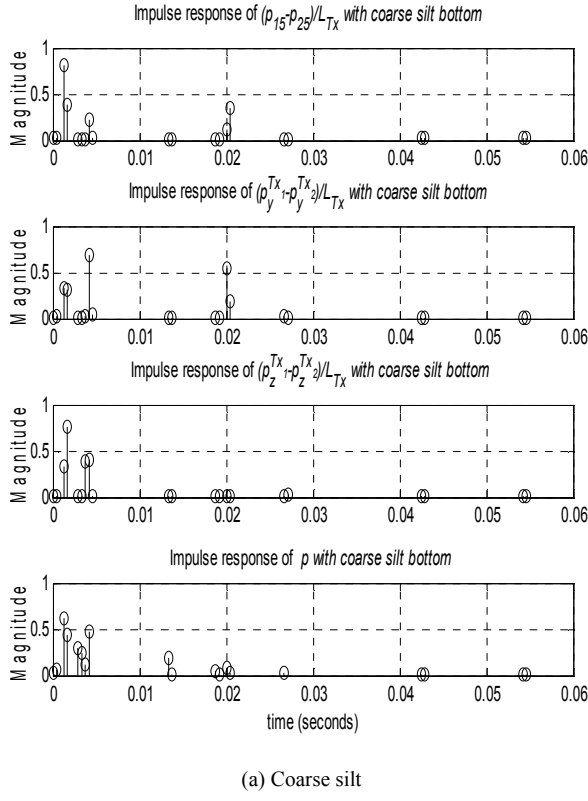 Impulse response of (p15-p25)/LTx with coarse silt bottom
Magnitude
1
0.5
0
0 0.01 0.02 0.03 0.04 0.05 0.06
Impulse response of (pyTx1-pyTx2)/LTx with coarse silt bottom
Magnitude
1
0.5
0
0 0.01 0.02 0.03 0.04 0.05 0.06
Impulse response of (pzTx1-pzTx2)/LTx with coarse silt bottom
Magnitude
1
0.5
0
0 0.01 0.02 0.03 0.04 0.05 0.06
Impulse response of p with coarse silt bottom
Magnitude
1
0.5
0
0 0.01 0.02 0.03 0.04 0.05 0.06
time (seconds)
(a) Coarse silt